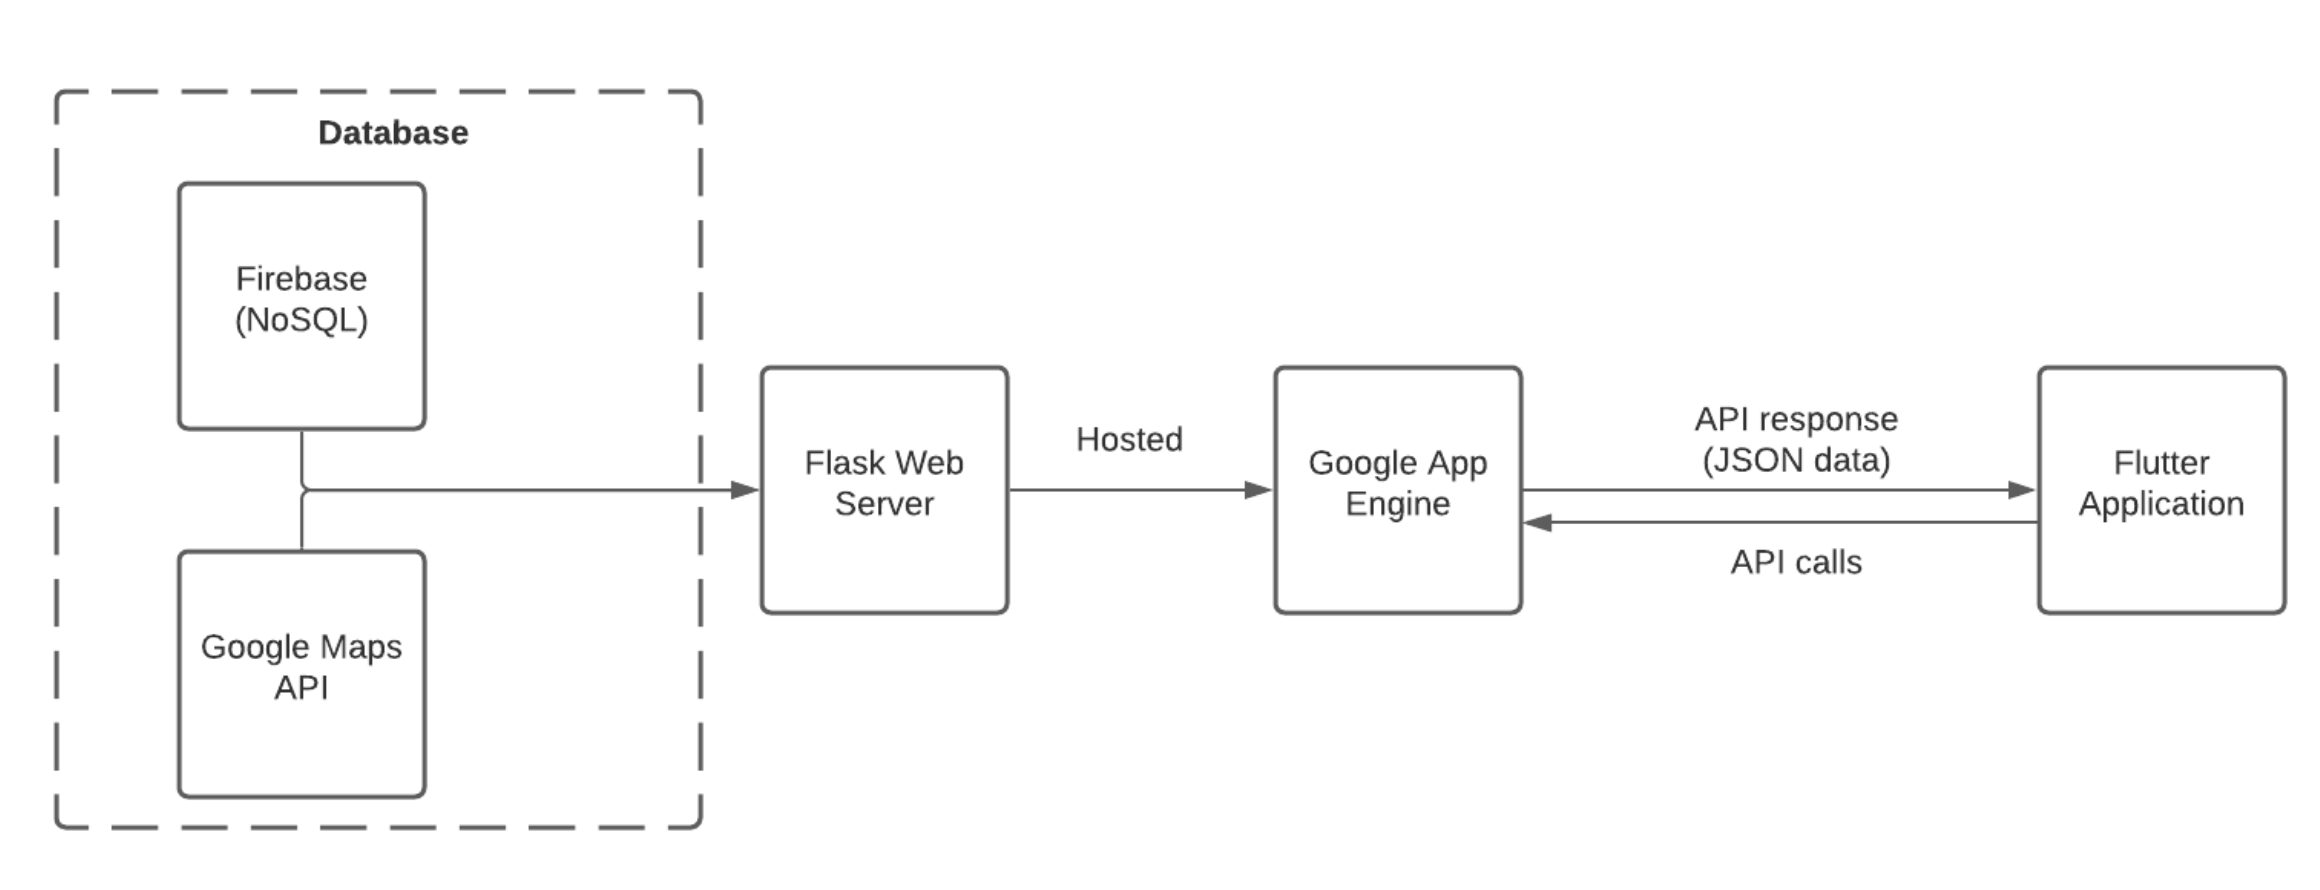 Database
Firebase
(NoSQL)
Google Maps
API
Flask Web
Server
Hosted
Google App
Engine
API response
(JSON data)
API calls
Flutter
Application